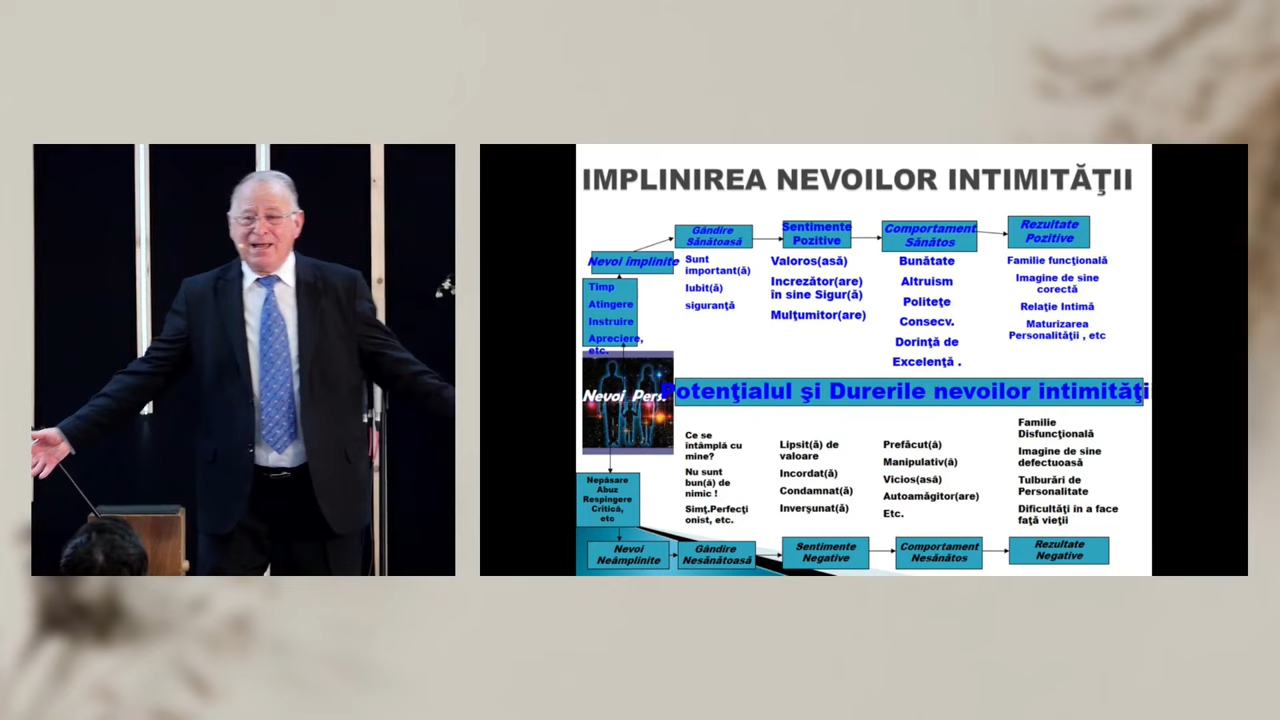 IMPLINIREA NEVOILOR INTIMITĂŢII
Nevoi împlinite
Gândire
Sănătoasă
Sentimente
Pozitive
Comportament
Sănătos
Rezultate
Pozitive
Timp
Atingere
Instruire
Apreciere,
etc.
Sunt
important(ă)
Iubit(ă)
siguranţă
Valoros(asă)
Increzător(are)
în sine Sigur(ă)
Mulţumitor(are)
Bunătate
Altruism
Politeţe
Consecv.
Dorinţă de
Excelenţă .
Familie funcţională
Imagine de sine
corectă
Relaţie Intimă
Maturizarea
Personalităţii , etc
Nevoi Pers.
Potenţialul şi Durerile nevoilor intimităţi
Nepăsare
Abuz
Respingere
Critică,
etc
Ce se
întâmplă cu
mine?
Nu sunt
bun(ă) de
nimic !
Simţ.Perfecţi
onist, etc.
Lipsit(ă) de
valoare
Incordat(ă)
Condamnat(ă)
Inverşunat(ă)
Prefăcut(ă)
Manipulativ(ă)
Vicios(asă)
Autoamăgitor(are)
Etc.
Familie
Disfuncţională
Imagine de sine
defectuoasă
Tulburări de
Personalitate
Dificultăţi în a face
faţă vieţii
Nevoi
Neâmplinite
Gândire
Nesănătoasă
Sentimente
Negative
Comportament
Nesănătos
Rezultate
Negative